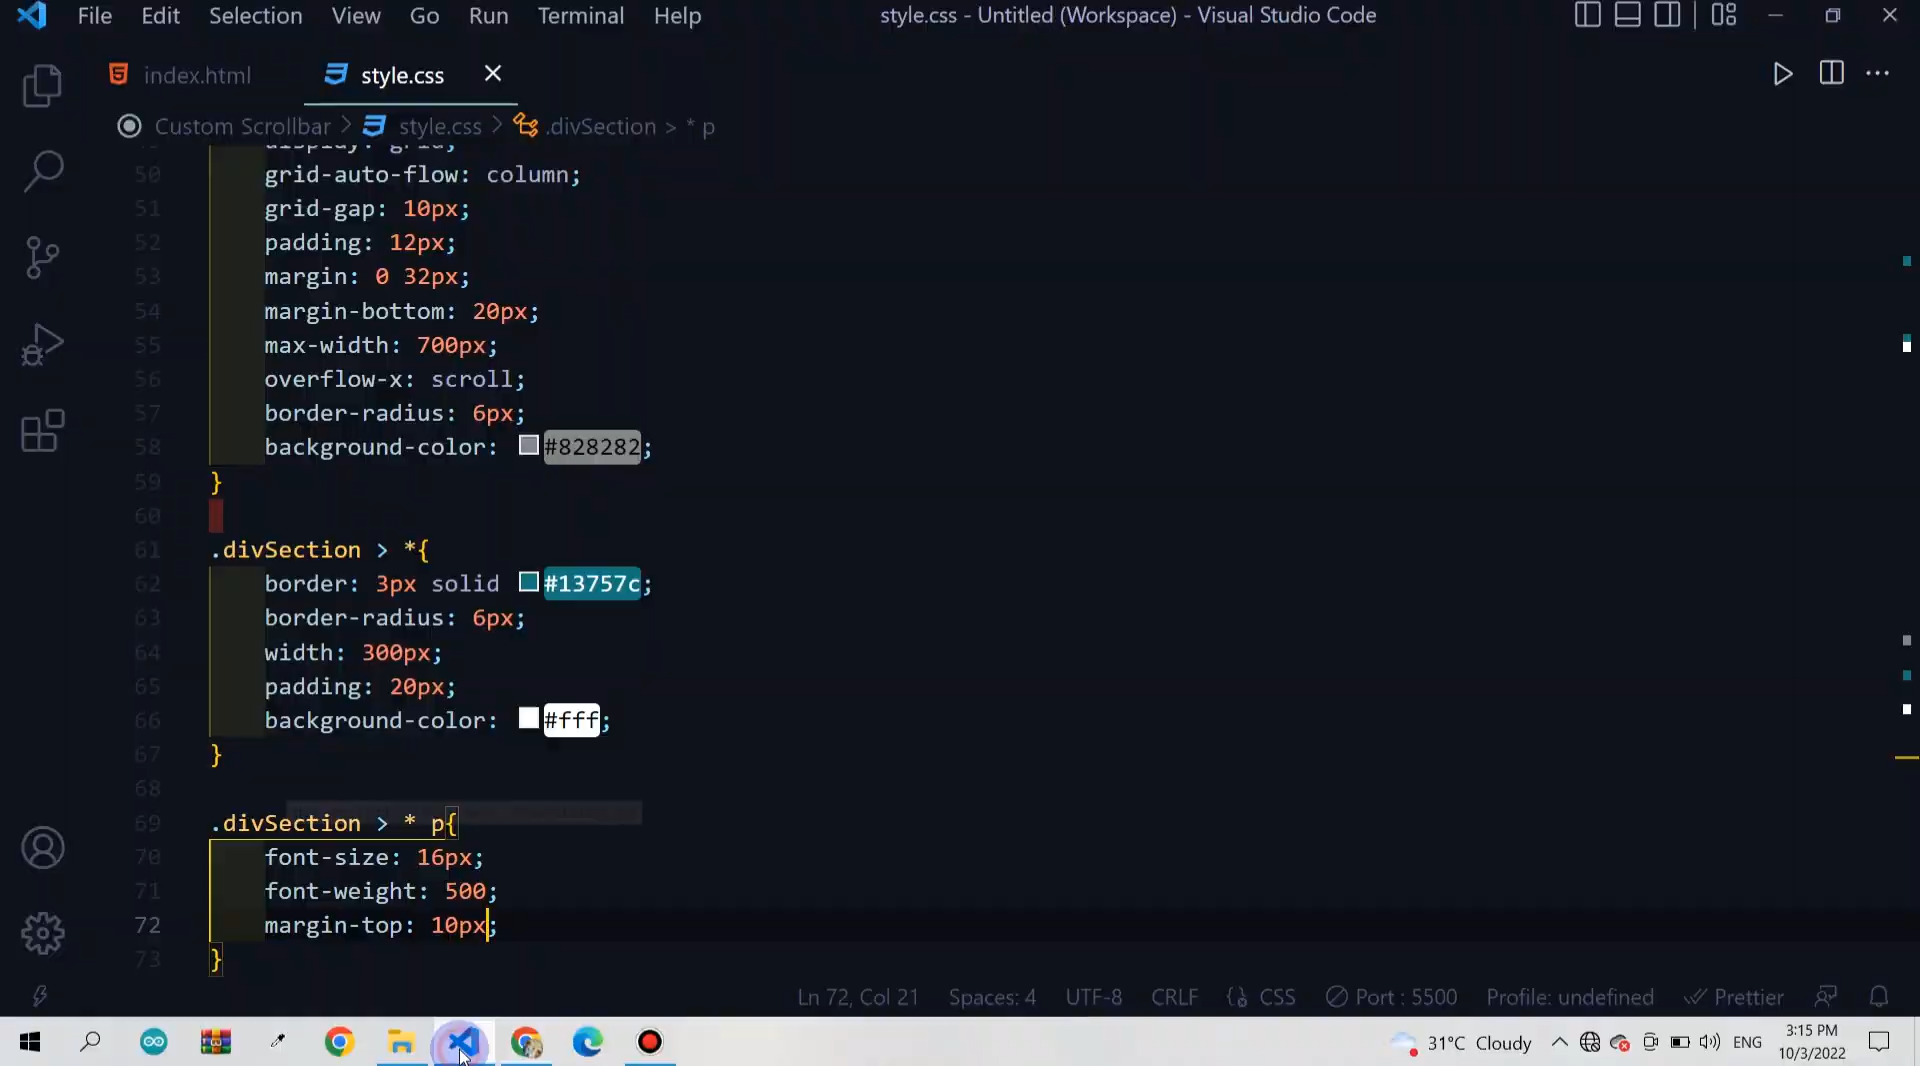 File Edit Selection View Go Run Terminal Help style.css - Untitled (Workspace) - Visual Studio Code
index.html style.css
Custom Scrollbar > style.css > .divSection > * p
display: grid;
50 grid-auto-flow: column;
51 grid-gap: 10px;
52 padding: 12px;
53 margin: 0 32px;
54 margin-bottom: 20px;
55 max-width: 700px;
56 overflow-x: scroll;
57 border-radius: 6px;
58 background-color: #828282;
59 }
60
61 .divSection > *{
62 border: 3px solid #13757c;
63 border-radius: 6px;
64 width: 300px;
65 padding: 20px;
66 background-color: #fff;
67 }
68
69 .divSection > * p{
70 font-size: 16px;
71 font-weight: 500;
72 margin-top: 10px;
73 }
Ln 72, Col 21 Spaces: 4 UTF-8 CRLF {} CSS Port : 5500 Profile: undefined Prettier
31°C Cloudy ENG 3:15 PM
10/3/2022